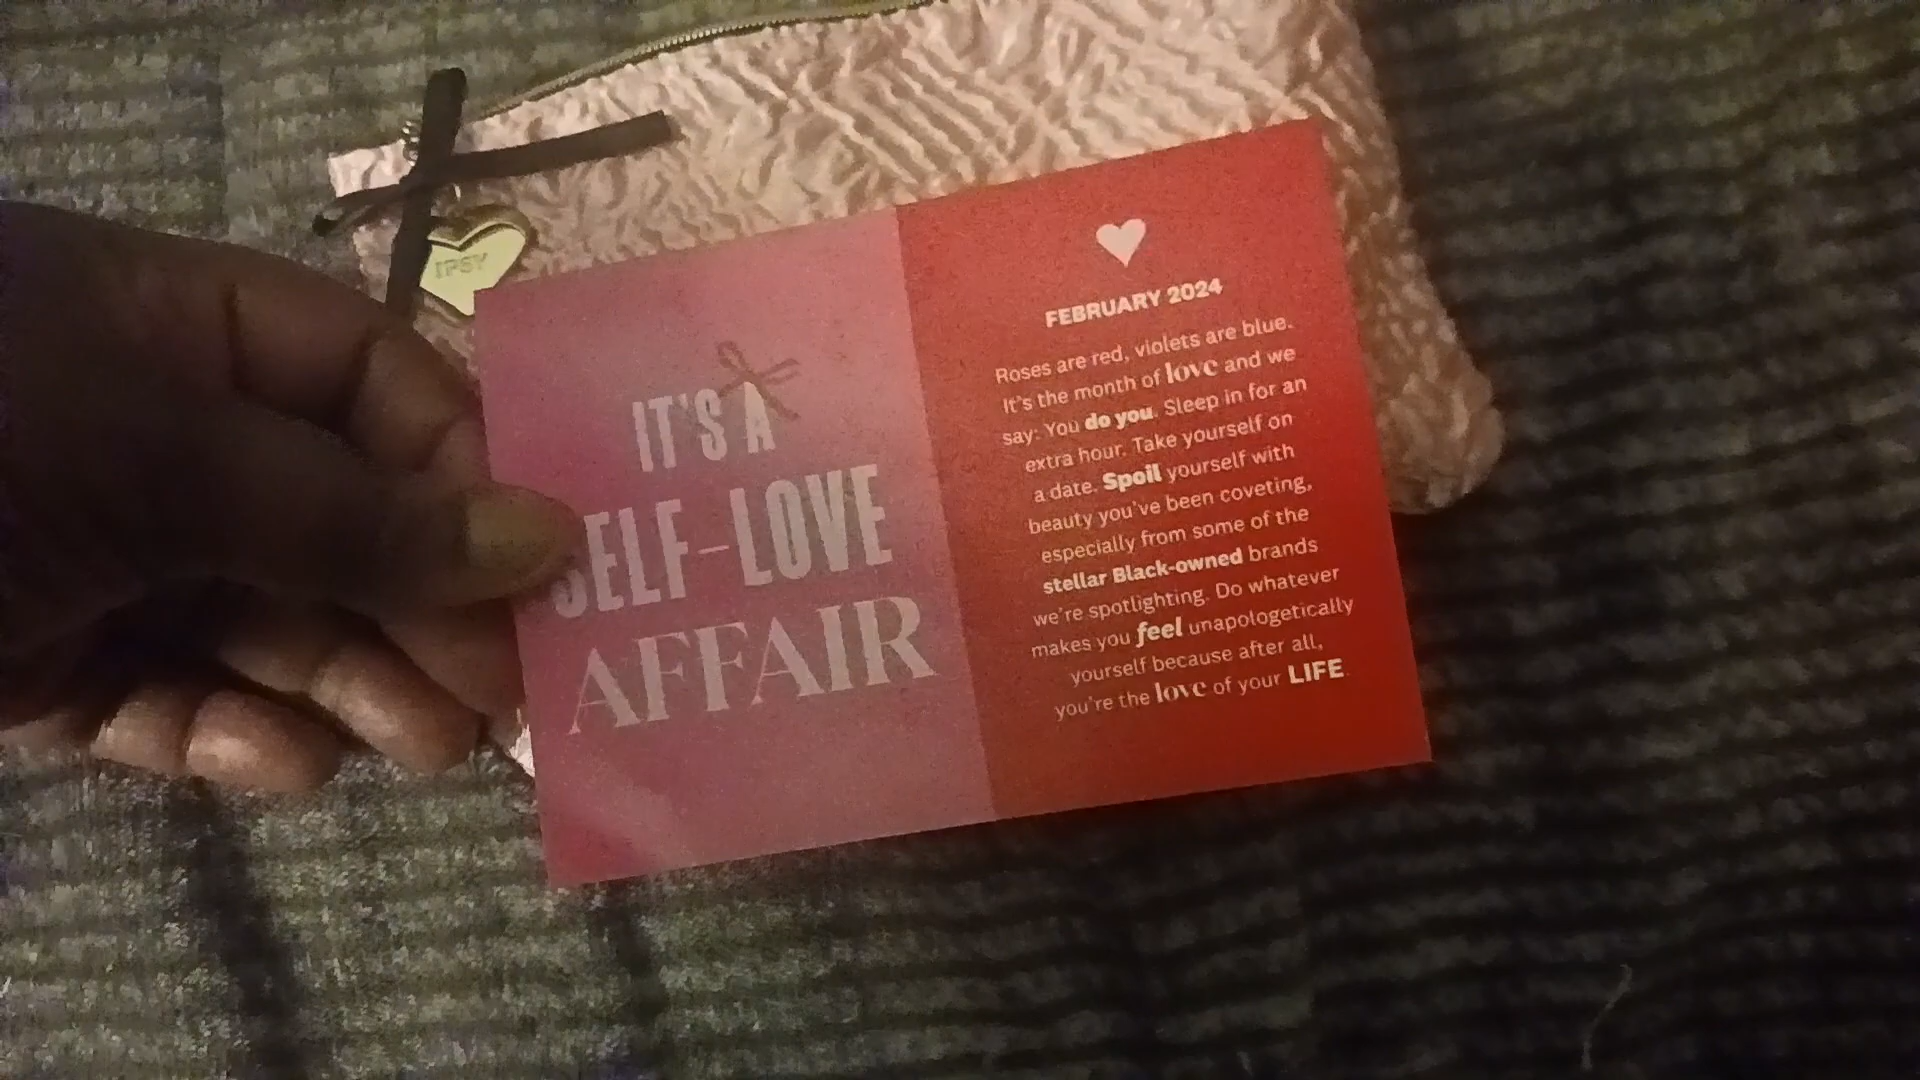 IPSY
IT'S A
SELF-LOVE
AFFAIR
FEBRUARY 2024
Roses are red, violets are blue.
It's the month of love and we
say: You do you. Sleep in for an
extra hour. Take yourself on
a date. Spoil yourself with
beauty you've been coveting,
especially from some of the
stellar Black-owned brands
we're spotlighting. Do whatever
makes you feel unapologetically
yourself because after all,
you're the love of your LIFE.